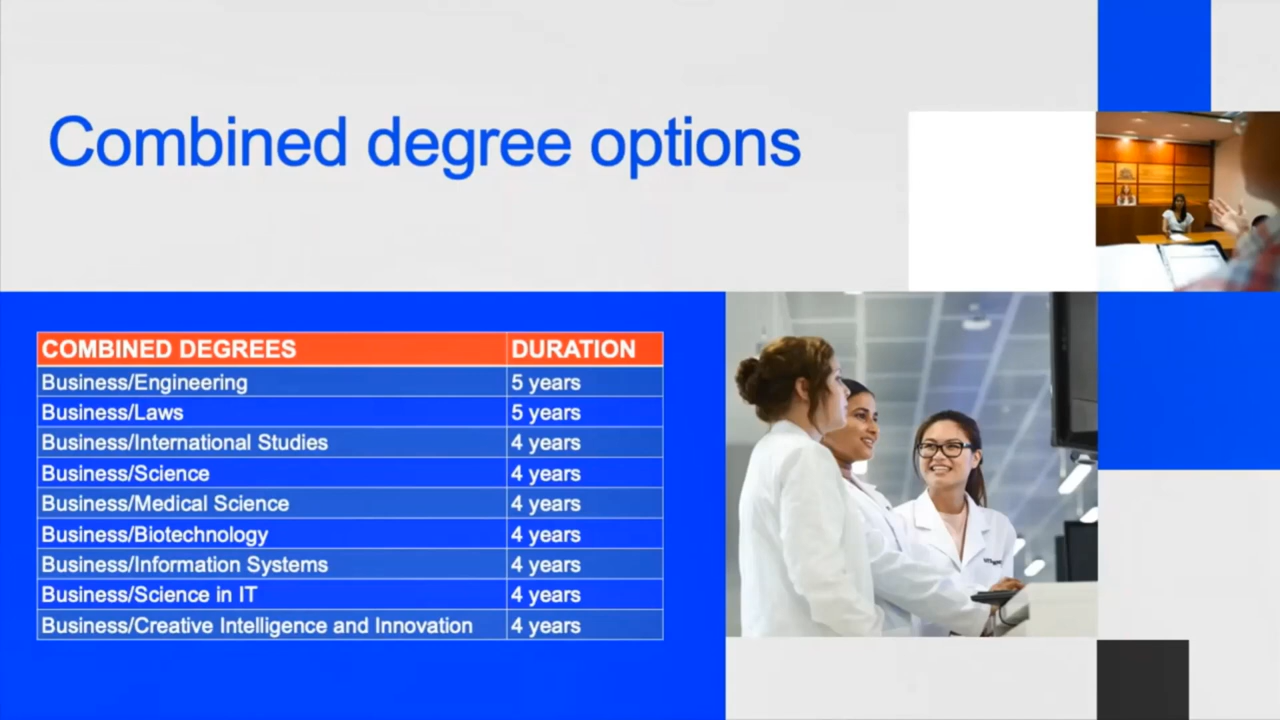 Combined degree options
COMBINED DEGREES DURATION
Business/Engineering 5 years
Business/Laws 5 years
Business/International Studies 4 years
Business/Science 4 years
Business/Medical Science 4 years
Business/Biotechnology 4 years
Business/Information Systems 4 years
Business/Science in IT 4 years
Business/Creative Intelligence and Innovation 4 years